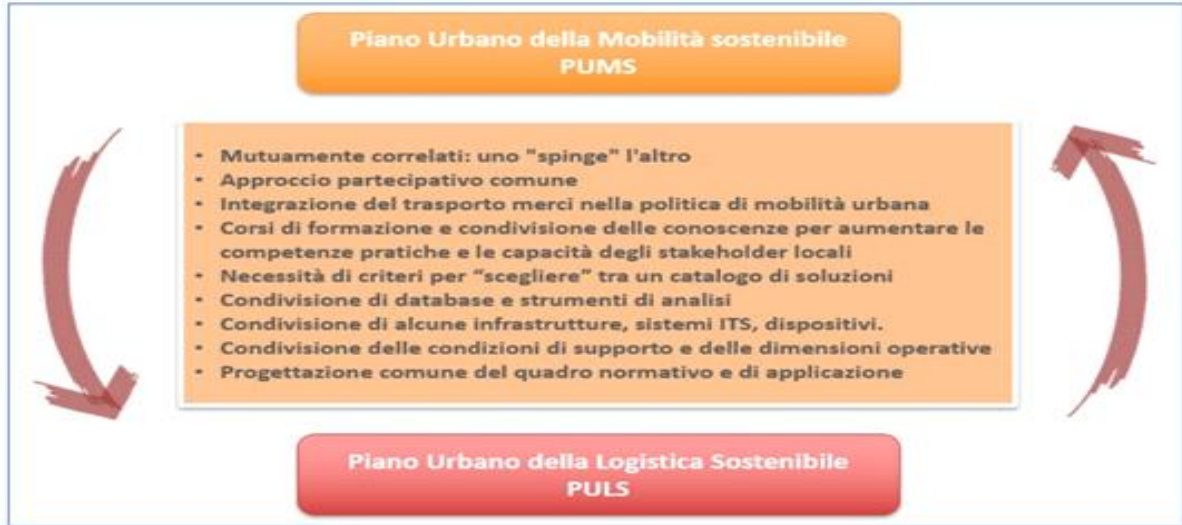 Piano Urbano della Mobilità sostenibile
PUMS
• Mutuamente correlati: uno "spinge" l'altro
• Approccio partecipativo comune
• Integrazione del trasporto merci nella politica di mobilità urbana
• Corsi di formazione e condivisione delle conoscenze per aumentare le
competenze pratiche e le capacità degli stakeholder locali
• Necessità di criteri per “scegliere” tra un catalogo di soluzioni
• Condivisione di database e strumenti di analisi
• Condivisione di alcune infrastrutture, sistemi ITS, dispositivi.
• Condivisione delle condizioni di supporto e delle dimensioni operative
• Progettazione comune del quadro normativo e di applicazione
Piano Urbano della Logistica Sostenibile
PULS